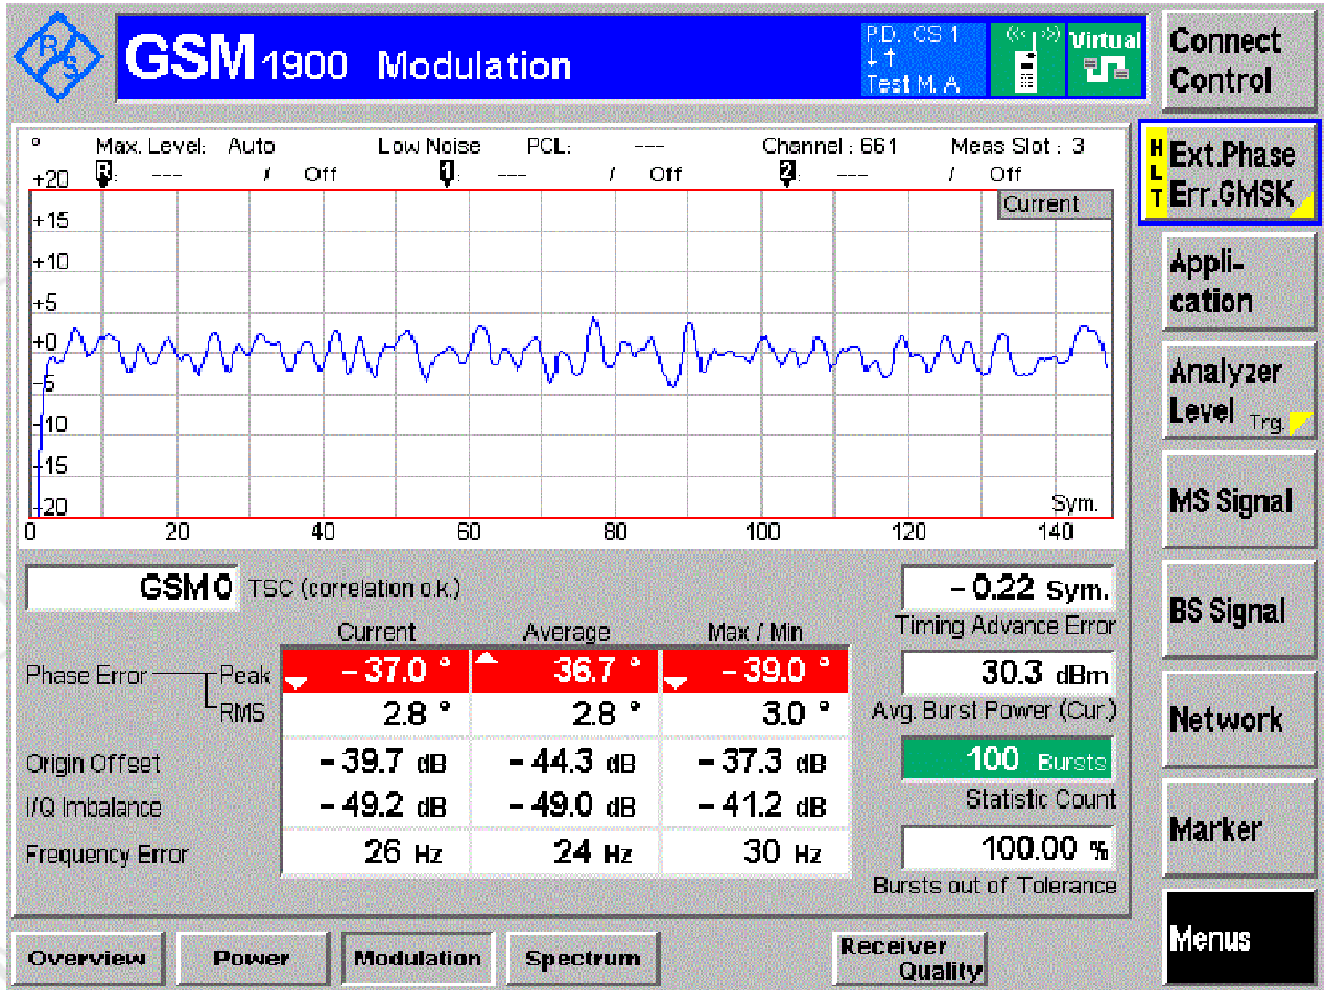 R/S
GSM 1900 Modulation
P.D. CS 1
↓↑
Test M. A.
Virtual
Connect
Control
° Max. Level: Auto Low Noise PCL: --- Channel : 661 Meas Slot : 3
R : --- / Off 1 : --- / Off 2 : --- / Off
+20
Current
+15
+10
+5
+0
-5
-10
-15
-20
Sym.
0 20 40 60 80 100 120 140
GSM 0 TSC (correlation o.k.)
Current Average Max / Min
Phase Error Peak - 37.0 ° 36.7 ° - 39.0 °
RMS 2.8 ° 2.8 ° 3.0 °
Origin Offset - 39.7 dB - 44.3 dB - 37.3 dB
I/Q Imbalance - 49.2 dB - 49.0 dB - 41.2 dB
Frequency Error 26 Hz 24 Hz 30 Hz
- 0.22 Sym.
Timing Advance Error
30.3 dBm
Avg. Burst Power (Cur.)
100 Bursts
Statistic Count
100.00 %
Bursts out of Tolerance
H
L
T
Ext.Phase
Err.GMSK
Appli-
cation
Analyzer
Level Trg.
MS Signal
BS Signal
Network
Marker
Menus
Overview Power Modulation Spectrum Receiver
Quality